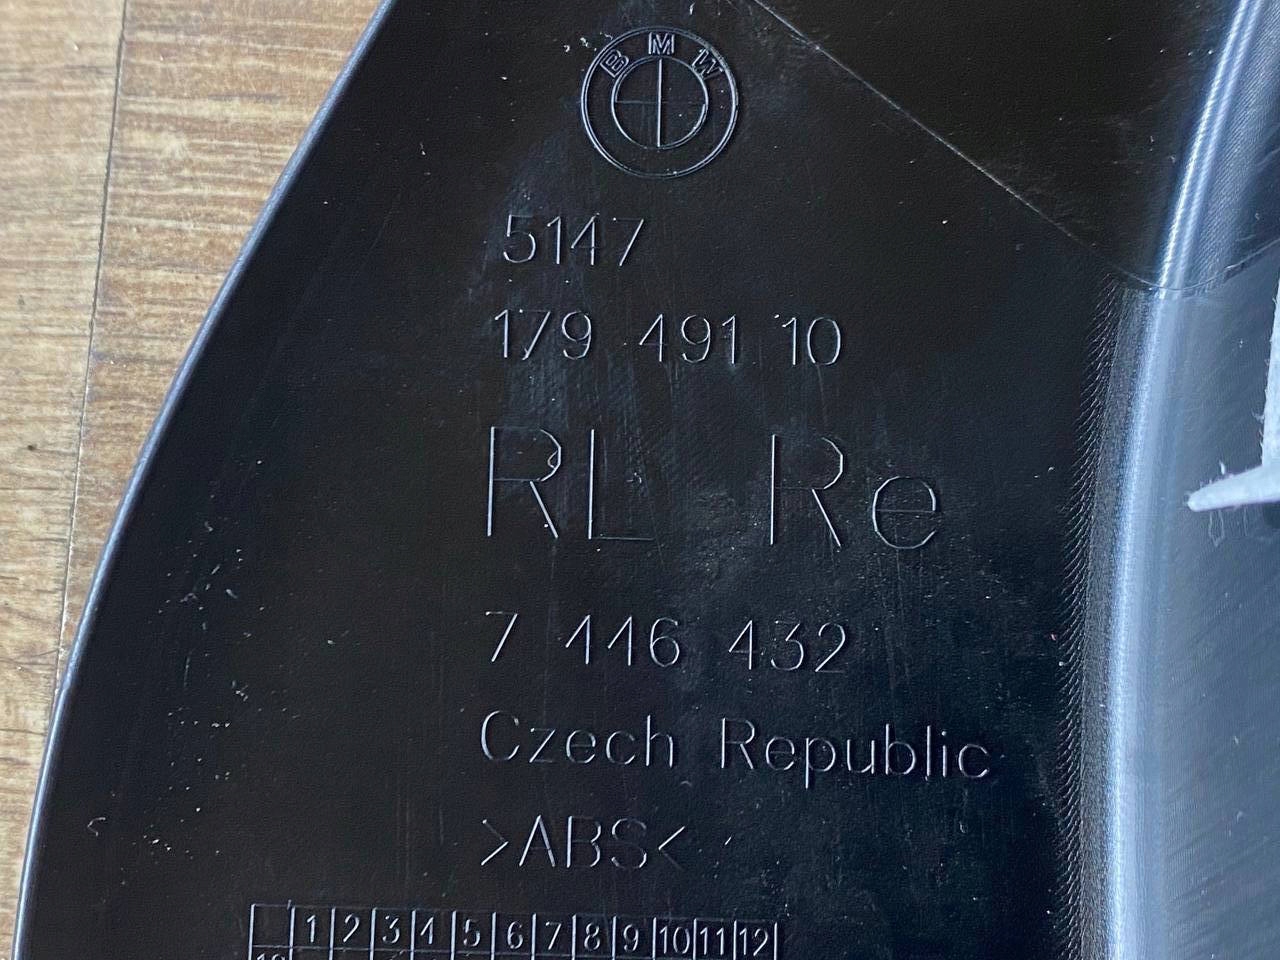 BMW
5147
179 491 10
RL Re
7 446 432
Czech Republic
>ABS<
1 2 3 4 5 6 7 8 9 10 11 12